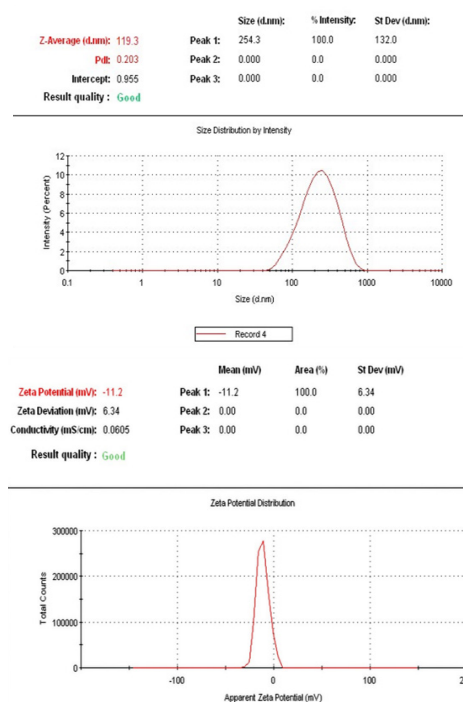 Size (d.nm): % Intensity: St Dev (d.nm):
Z-Average (d.nm): 119.3 Peak 1: 254.3 100.0 132.0
PdI: 0.203 Peak 2: 0.000 0.0 0.000
Intercept: 0.955 Peak 3: 0.000 0.0 0.000
Result quality : Good
Size Distribution by Intensity
Intensity (Percent)
12
10
8
6
4
2
0
0.1 1 10 100 1000 10000
Size (d.nm)
Record 4
Mean (mV) Area (%) St Dev (mV)
Zeta Potential (mV): -11.2 Peak 1: -11.2 100.0 6.34
Zeta Deviation (mV): 6.34 Peak 2: 0.00 0.0 0.00
Conductivity (mS/cm): 0.0605 Peak 3: 0.00 0.0 0.00
Result quality : Good
Zeta Potential Distribution
Total Counts
300000
200000
100000
0
-100 0 100
Apparent Zeta Potential (mV)